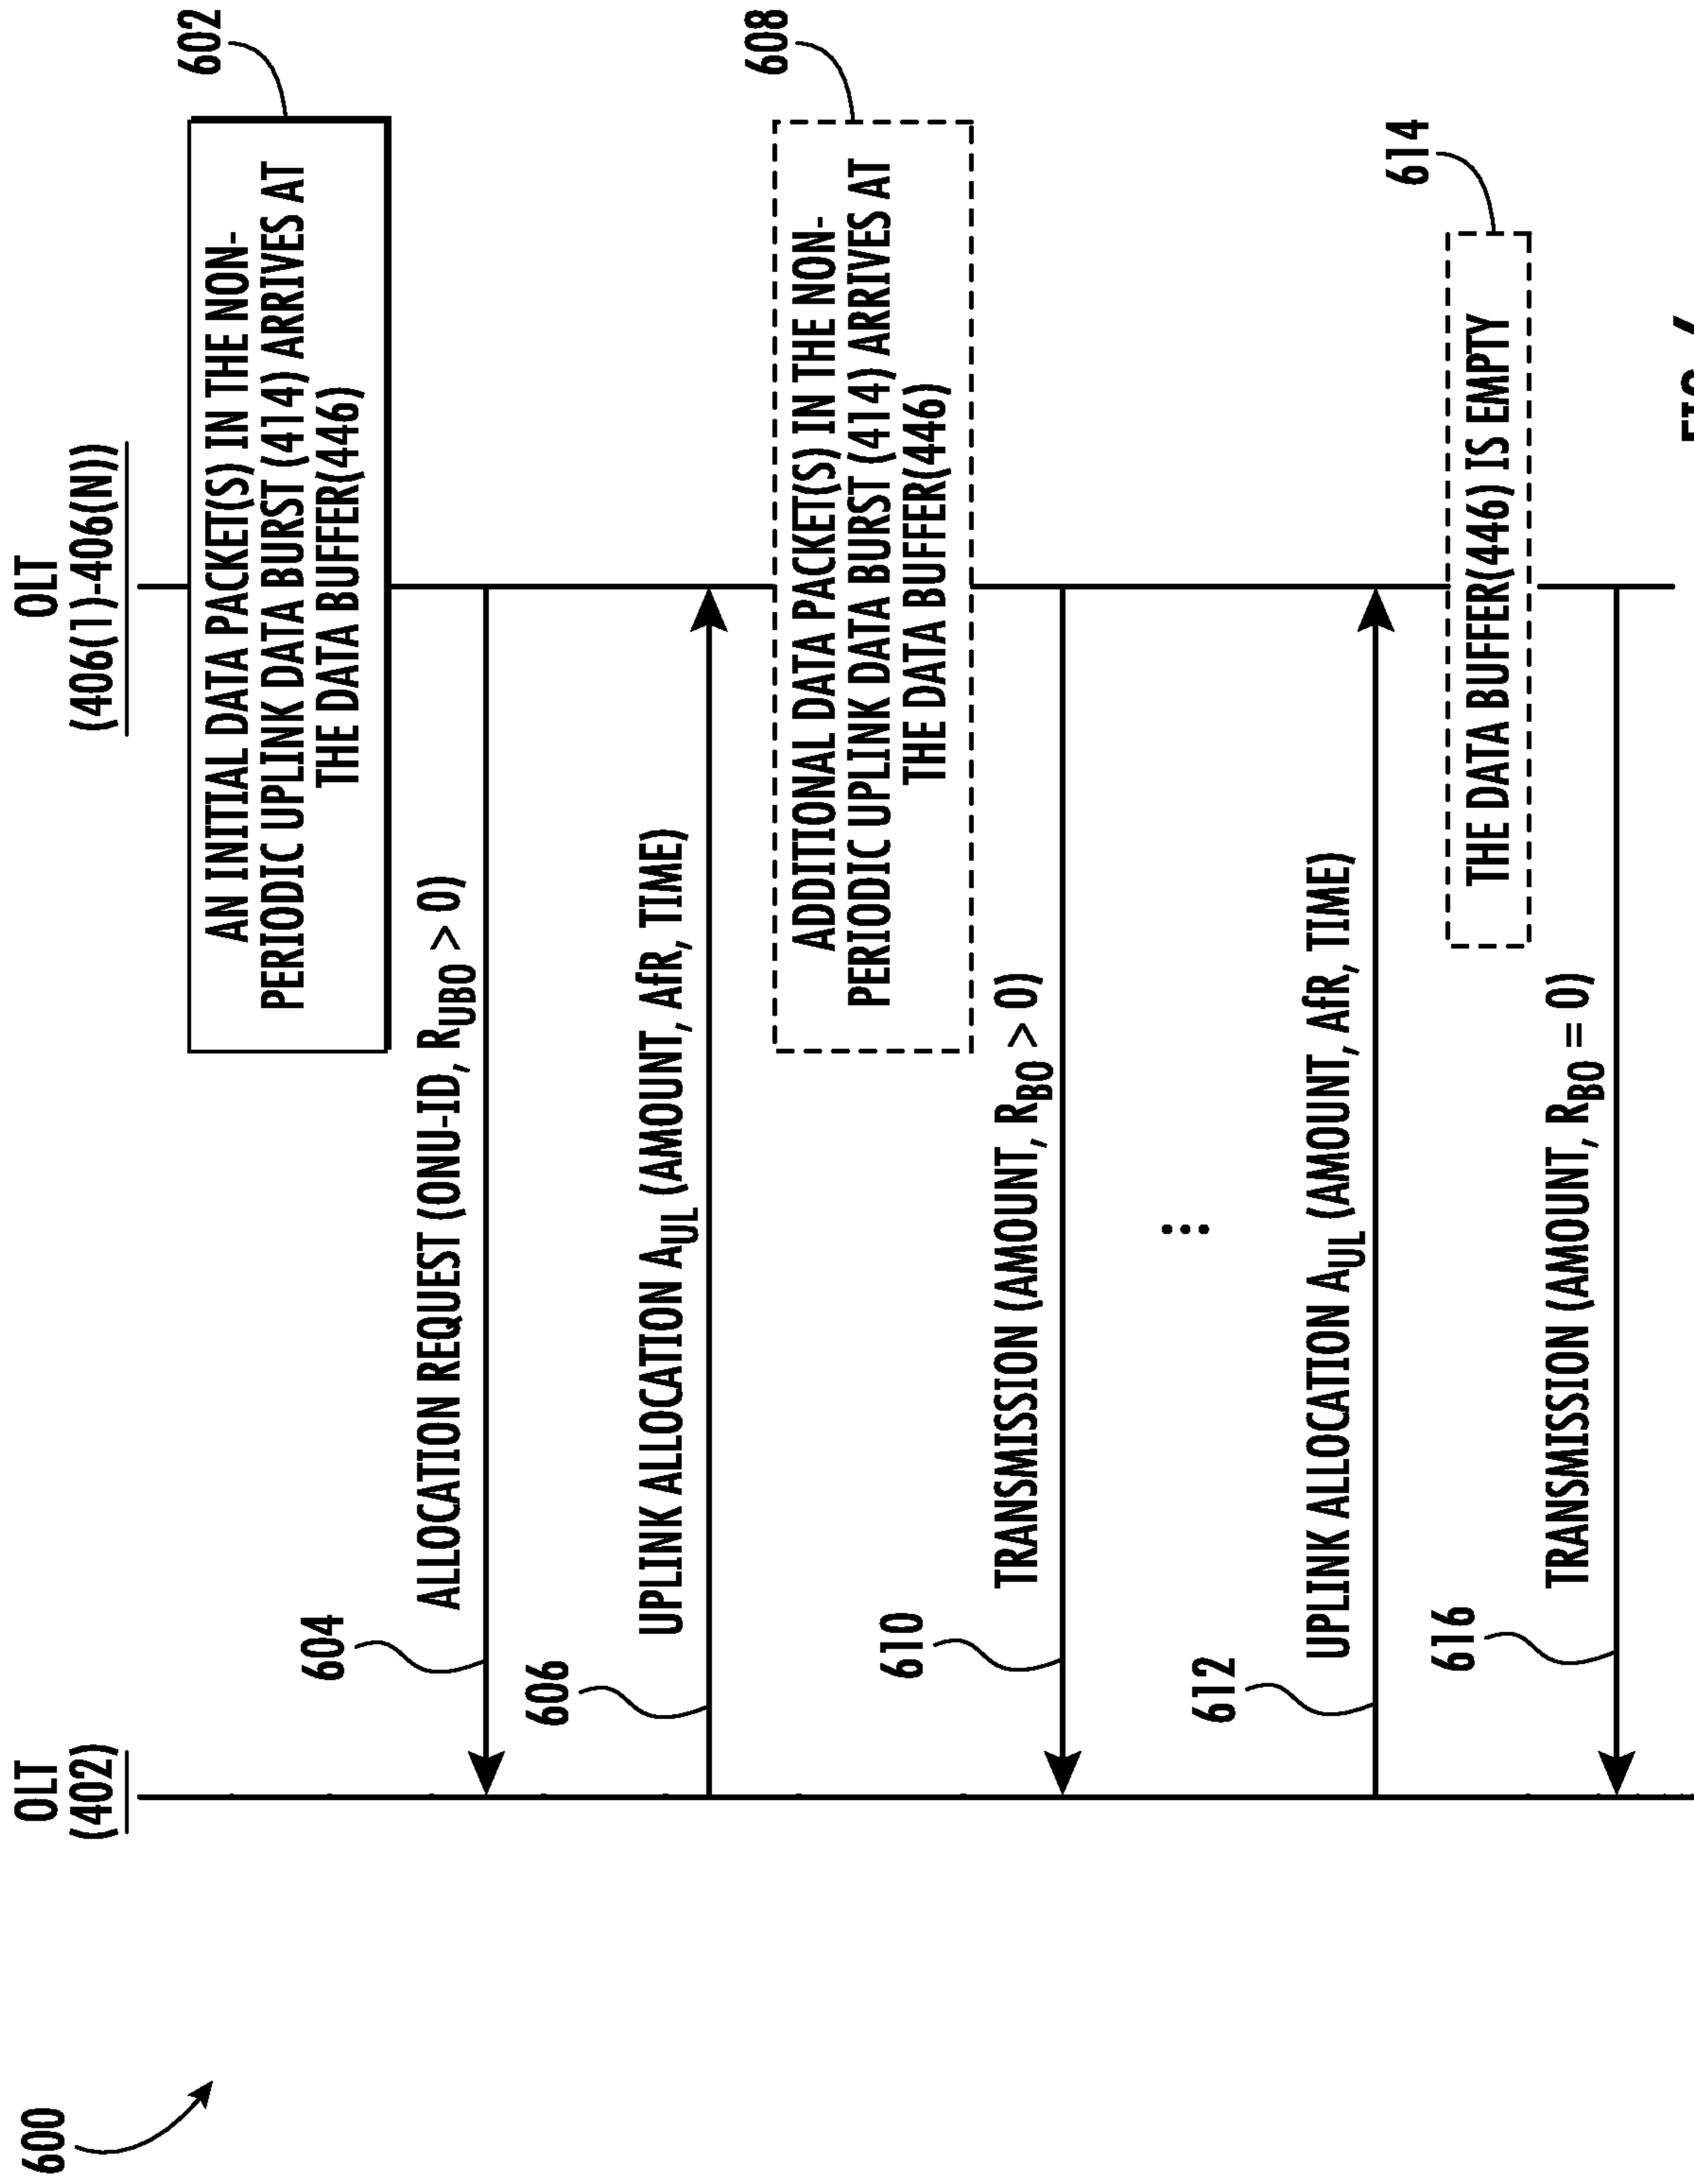 600
OLT
(402)
OLT
(406(1)-406(N))
602
AN INITIAL DATA PACKET(S) IN THE NON-
PERIODIC UPLINK DATA BURST (414) ARRIVES AT
THE DATA BUFFER(446)
604
ALLOCATION REQUEST (ONU-ID, RUBO > 0)
606
UPLINK ALLOCATION AUL (AMOUNT, AfR, TIME)
608
ADDITIONAL DATA PACKET(S) IN THE NON-
PERIODIC UPLINK DATA BURST (414) ARRIVES AT
THE DATA BUFFER(446)
610
TRANSMISSION (AMOUNT, RBO > 0)
...
612
UPLINK ALLOCATION AUL (AMOUNT, AfR, TIME)
614
THE DATA BUFFER(446) IS EMPTY
616
TRANSMISSION (AMOUNT, RBO = 0)